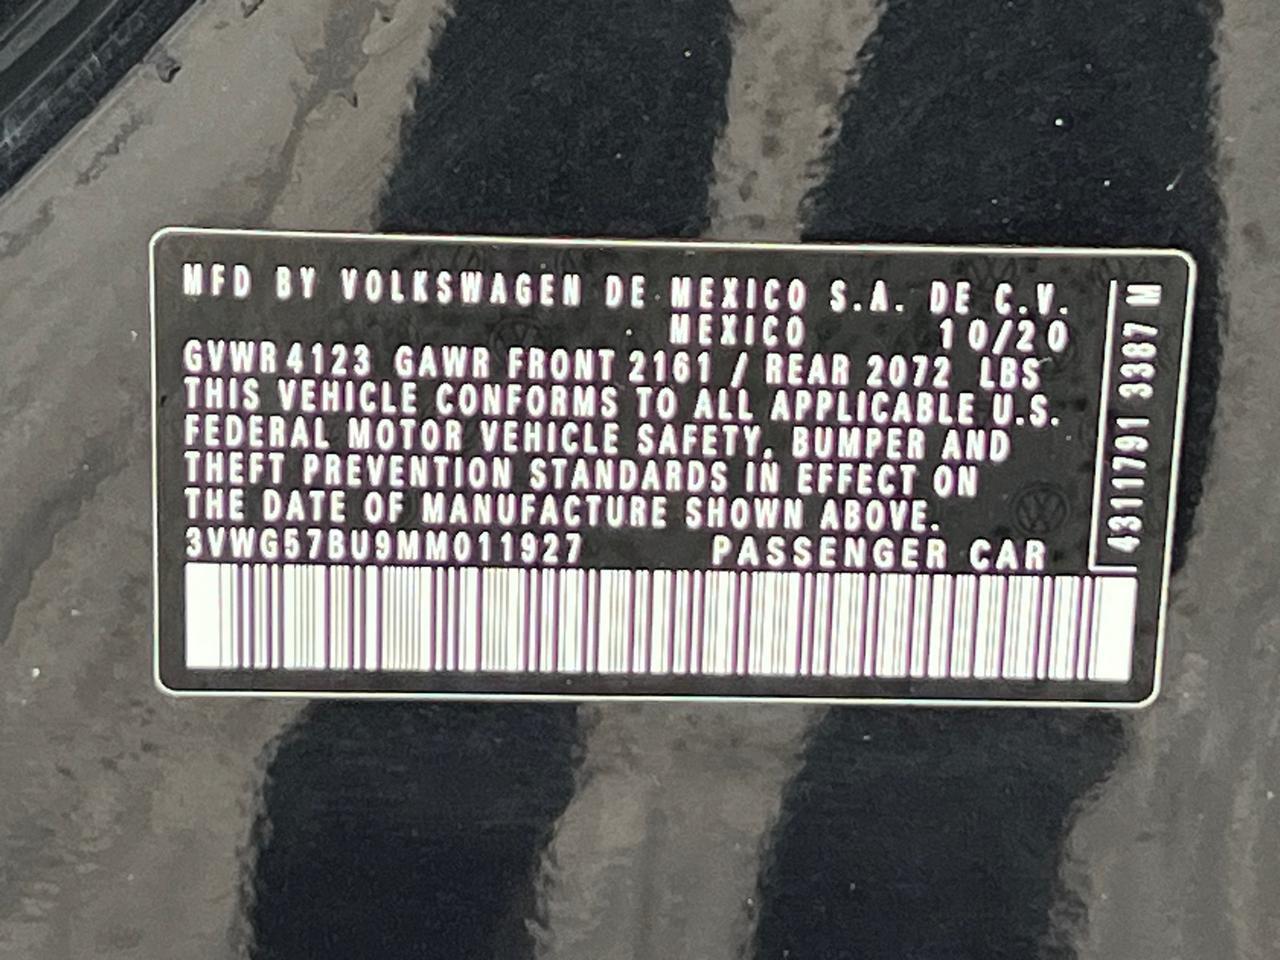 MFD BY VOLKSWAGEN DE MEXICO S.A. DE C.V.
MEXICO 10/20
GVWR 4123 GAWR FRONT 2161 / REAR 2072 LBS
THIS VEHICLE CONFORMS TO ALL APPLICABLE U.S.
FEDERAL MOTOR VEHICLE SAFETY, BUMPER AND
THEFT PREVENTION STANDARDS IN EFFECT ON
THE DATE OF MANUFACTURE SHOWN ABOVE.
3VWG57BU9MM011927 PASSENGER CAR
4311791 3387 M